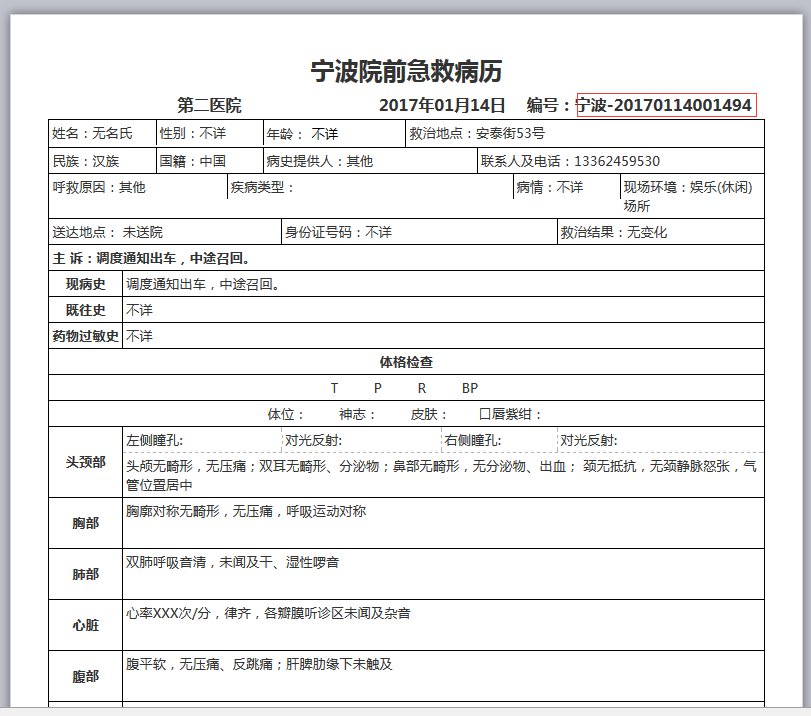 宁波院前急救病历
第二医院 2017年01月14日 编号：宁波-20170114001494
姓名：无名氏 性别：不详 年龄： 不详 救治地点：安泰街53号
民族：汉族 国籍：中国 病史提供人：其他 联系人及电话：13362459530
呼救原因：其他 疾病类型： 病情：不详 现场环境：娱乐(休闲)
场所
送达地点： 未送院 身份证号码：不详 救治结果：无变化
主 诉：调度通知出车，中途召回。
现病史 调度通知出车，中途召回。
既往史 不详
药物过敏史 不详
体格检查
T P R BP
体位： 神志： 皮肤： 口唇紫绀：
左侧瞳孔: 对光反射: 右侧瞳孔: 对光反射:
头颈部
头颅无畸形，无压痛；双耳无畸形、分泌物；鼻部无畸形，无分泌物、出血； 颈无抵抗，无颈静脉怒张，气
管位置居中
胸部 胸廓对称无畸形，无压痛，呼吸运动对称
肺部 双肺呼吸音清，未闻及干、湿性啰音
心脏 心率XXX次/分，律齐，各瓣膜听诊区未闻及杂音
腹部 腹平软，无压痛、反跳痛；肝脾肋缘下未触及